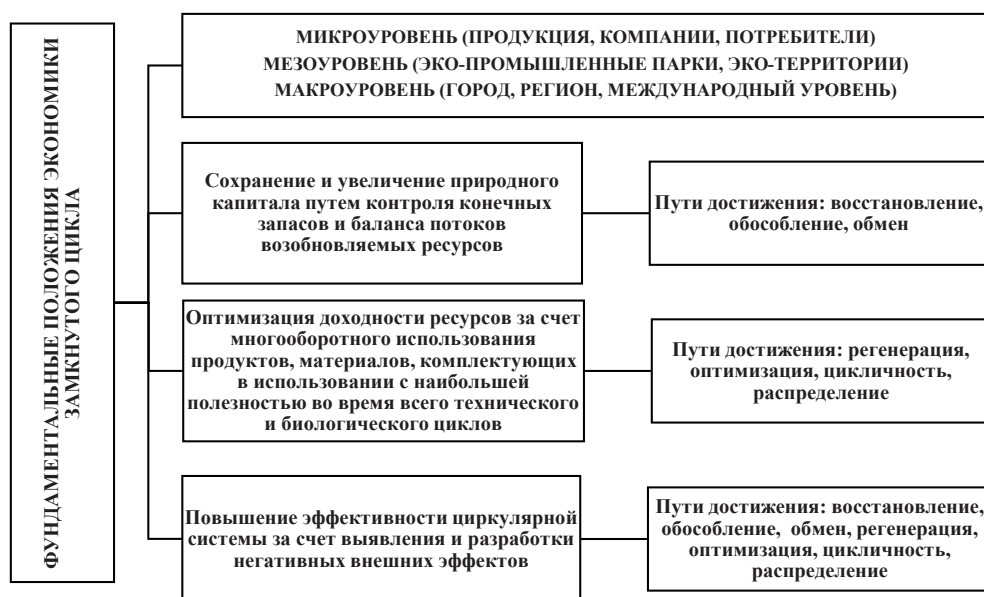 ФУНДАМЕНТАЛЬНЫЕ ПОЛОЖЕНИЯ ЭКОНОМИКИ
ЗАМКНУТОГО ЦИКЛА
МИКРОУРОВЕНЬ (ПРОДУКЦИЯ, КОМПАНИИ, ПОТРЕБИТЕЛИ)
МЕЗОУРОВЕНЬ (ЭКО-ПРОМЫШЛЕННЫЕ ПАРКИ, ЭКО-ТЕРРИТОРИИ)
МАКРОУРОВЕНЬ (ГОРОД, РЕГИОН, МЕЖДУНАРОДНЫЙ УРОВЕНЬ)
Сохранение и увеличение природного
капитала путем контроля конечных
запасов и баланса потоков
возобновляемых ресурсов
Пути достижения: восстановление,
обособление, обмен
Оптимизация доходности ресурсов за счет
многооборотного использования
продуктов, материалов, комплектующих
в использовании с наибольшей
полезностью во время всего технического
и биологического циклов
Пути достижения: регенерация,
оптимизация, цикличность,
распределение
Повышение эффективности циркулярной
системы за счет выявления и разработки
негативных внешних эффектов
Пути достижения: восстановление,
обособление, обмен, регенерация,
оптимизация, цикличность,
распределение